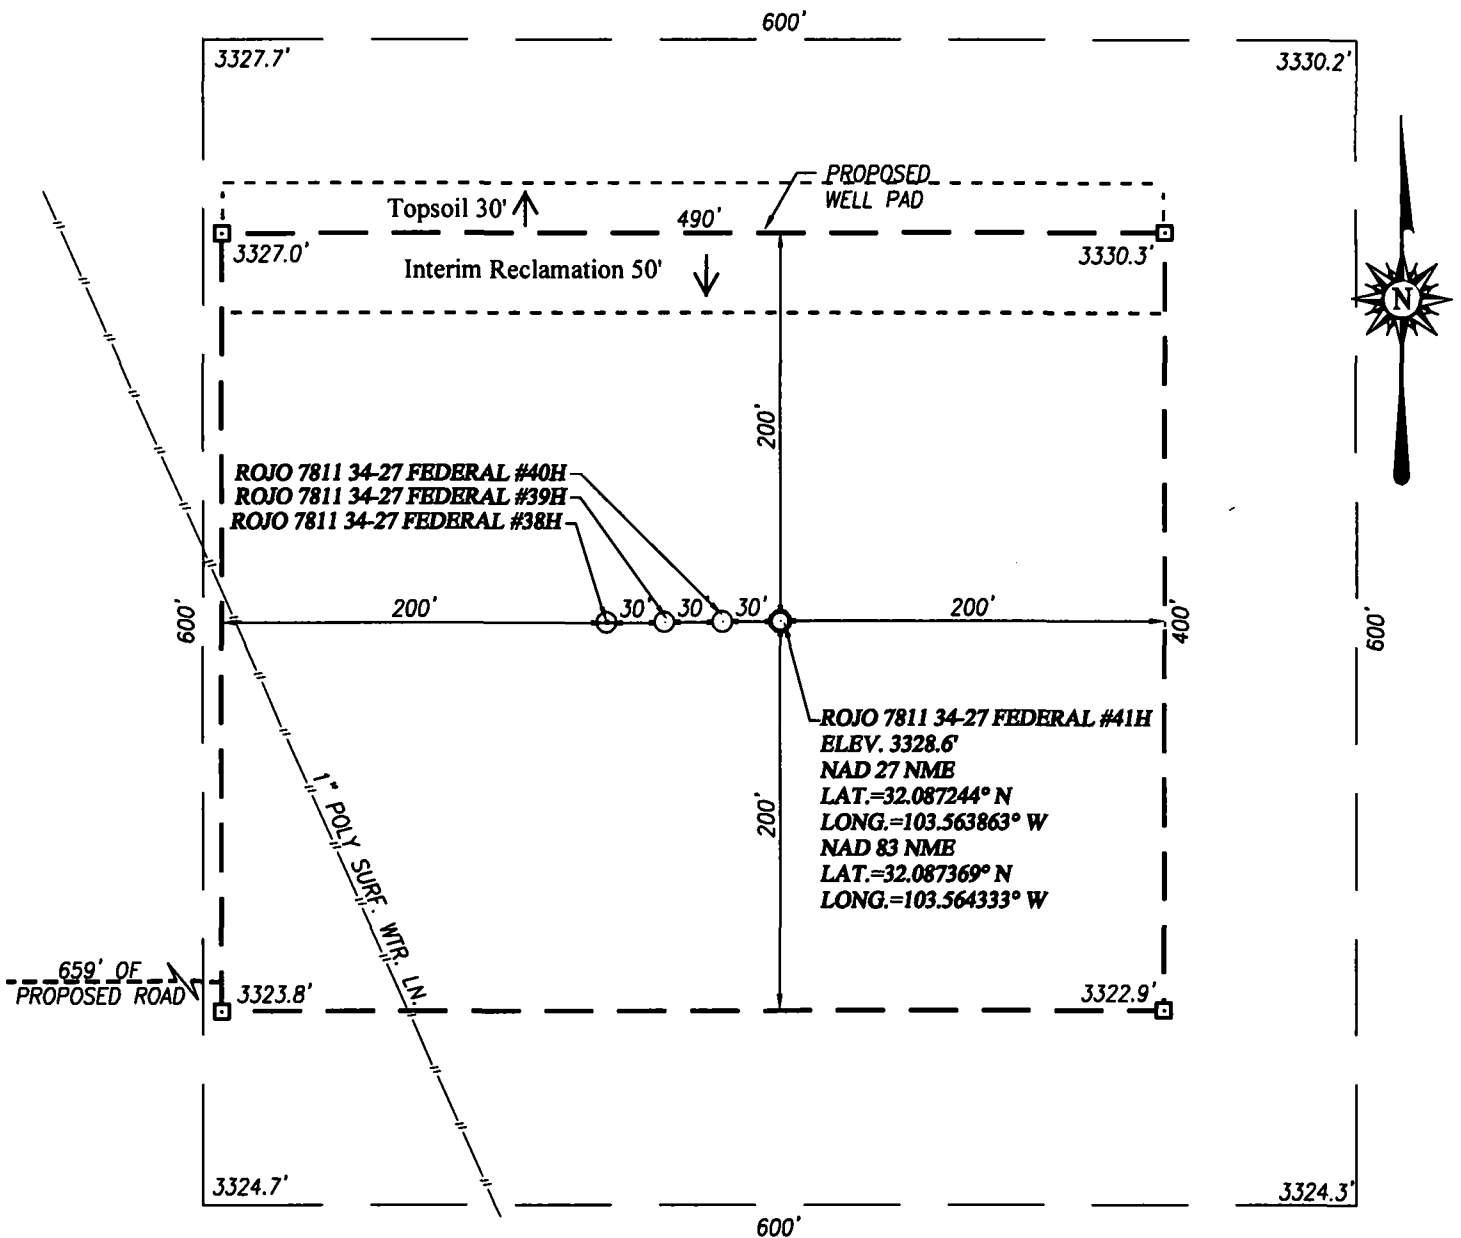 600'
3327.7'
3330.2'
PROPOSED
WELL PAD
Topsoil 30'
490'
3327.0'
3330.3'
Interim Reclamation 50'
N
200'
ROJO 7811 34-27 FEDERAL #40H
ROJO 7811 34-27 FEDERAL #39H
ROJO 7811 34-27 FEDERAL #38H
600'
200'
30'
30'
30'
200'
400'
600'
ROJO 7811 34-27 FEDERAL #41H
ELEV. 3328.6'
NAD 27 NME
LAT.=32.087244° N
LONG.=103.563863° W
NAD 83 NME
LAT.=32.087369° N
LONG.=103.564333° W
200'
1" POLY SURF. WTR. LN.
659' OF
PROPOSED ROAD
3323.8'
3322.9'
3324.7'
3324.3'
600'